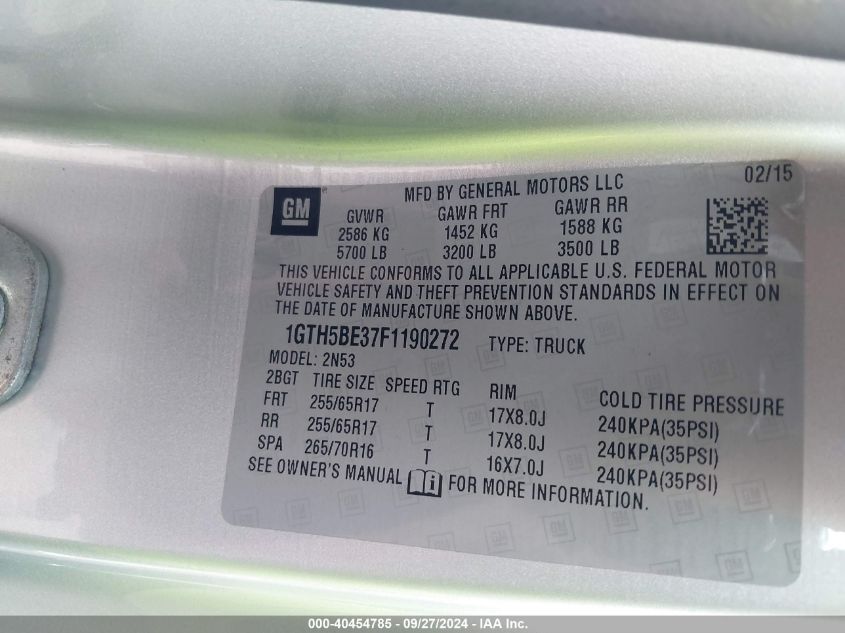 GM
MFD BY GENERAL MOTORS LLC
02/15
GVWR GAWR FRT GAWR RR
2586 KG 1452 KG 1588 KG
5700 LB 3200 LB 3500 LB
THIS VEHICLE CONFORMS TO ALL APPLICABLE U.S. FEDERAL MOTOR
VEHICLE SAFETY AND THEFT PREVENTION STANDARDS IN EFFECT ON
THE DATE OF MANUFACTURE SHOWN ABOVE.
1GTH5BE37F1190272 TYPE: TRUCK
MODEL: 2N53
2BGT TIRE SIZE SPEED RTG RIM COLD TIRE PRESSURE
FRT 255/65R17 T 17X8.0J 240KPA(35PSI)
RR 255/65R17 T 17X8.0J 240KPA(35PSI)
SPA 265/70R16 T 16X7.0J 240KPA(35PSI)
SEE OWNER'S MANUAL i FOR MORE INFORMATION.
000-40454785 - 09/27/2024 - IAA Inc.